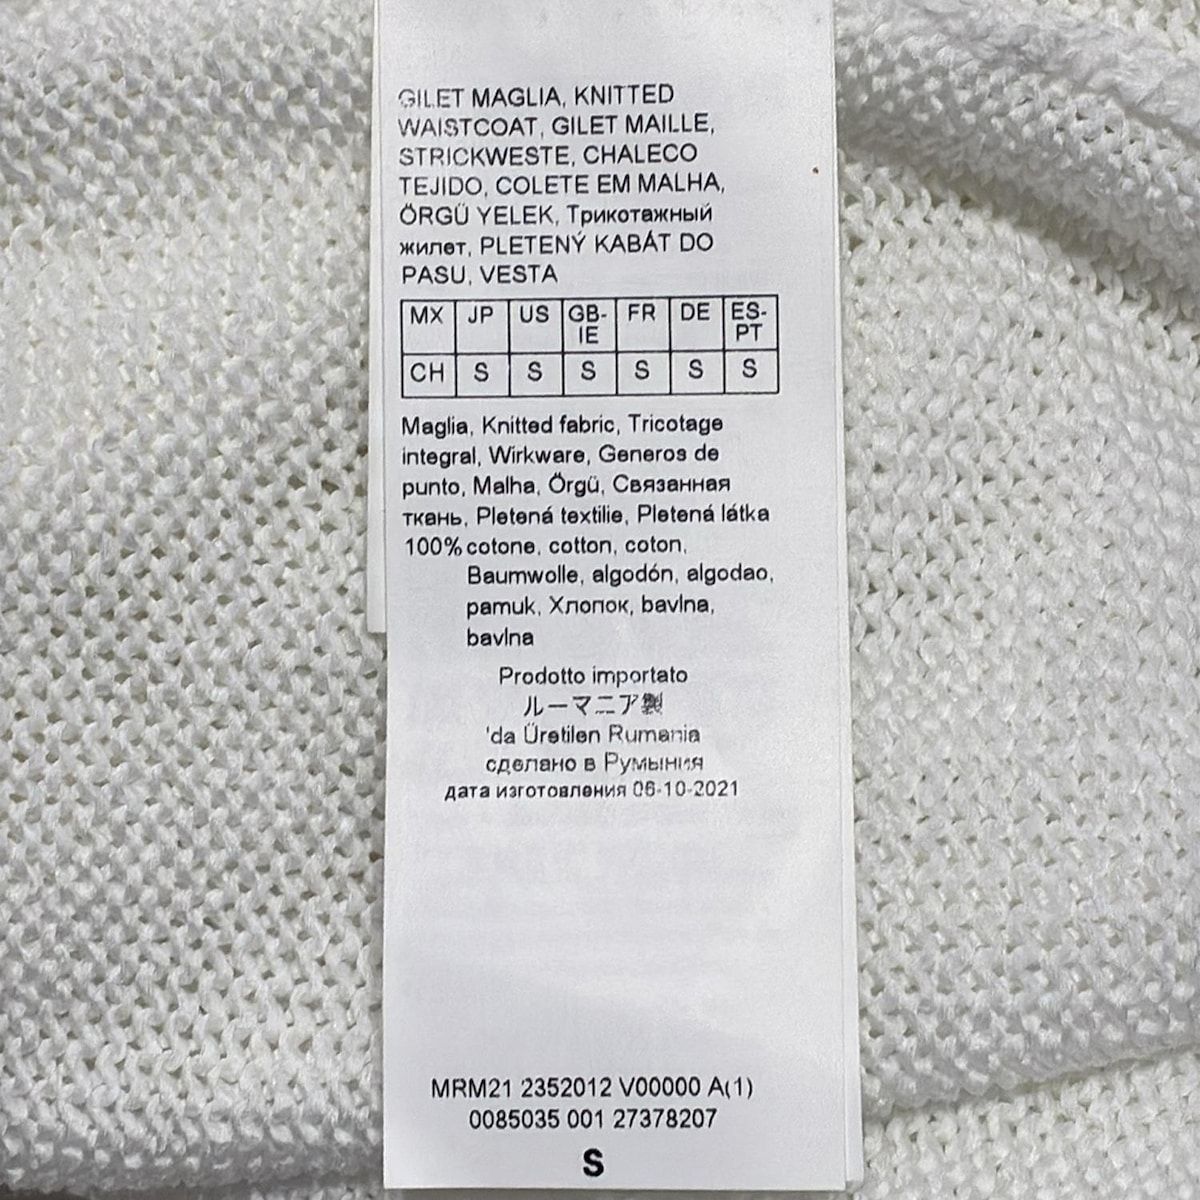 GILET MAGLIA, KNITTED
WAISTCOAT, GILET MAILLE,
STRICKWESTE, CHALECO
TEJIDO, COLETE EM MALHA,
ÖRGÜ YELEK, Трикотажный
жилет, PLETENÝ KABÁT DO
PASU, VESTA
MX JP US GB-IE FR DE ES-PT
CH S S S S S S
Maglia, Knitted fabric, Tricotage
integral, Wirkware, Generos de
punto, Malha, Örgü, Связанная
ткань, Pletená textilie, Pletená látka
100% cotone, cotton, coton,
Baumwolle, algodón, algodao,
pamuk, Хлопок, bavlna,
bavlna
Prodotto importato
ルーマニア製
'da Üretilen Rumania
сделано в Румыния
дата изготовления 06-10-2021
MRM21 2352012 V00000 A(1)
0085035 001 27378207
S